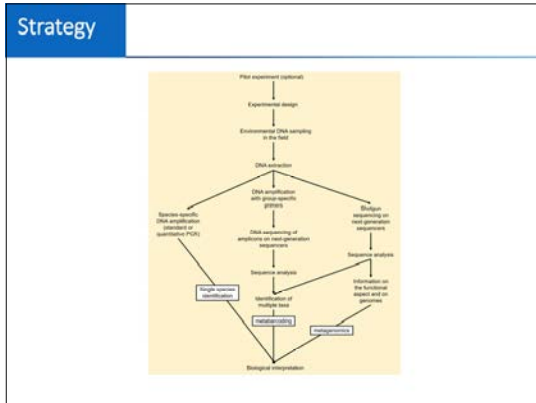 Strategy
Pilot experiment (optional)
Experimental design
Environmental DNA sampling
in the field
DNA extraction
Species-specific
DNA amplification
(standard or
quantitative PCR)
DNA amplification
with group-specific
primers
Shotgun
sequencing on
next-generation
sequencers
DNA sequencing of
amplicons on next-generation
sequencers
Sequence analysis
Sequence analysis
Single species
identification
Identification of
multiple taxa
Information on
the functional
aspect and on
genomes
metabarcoding
metagenomics
Biological interpretation